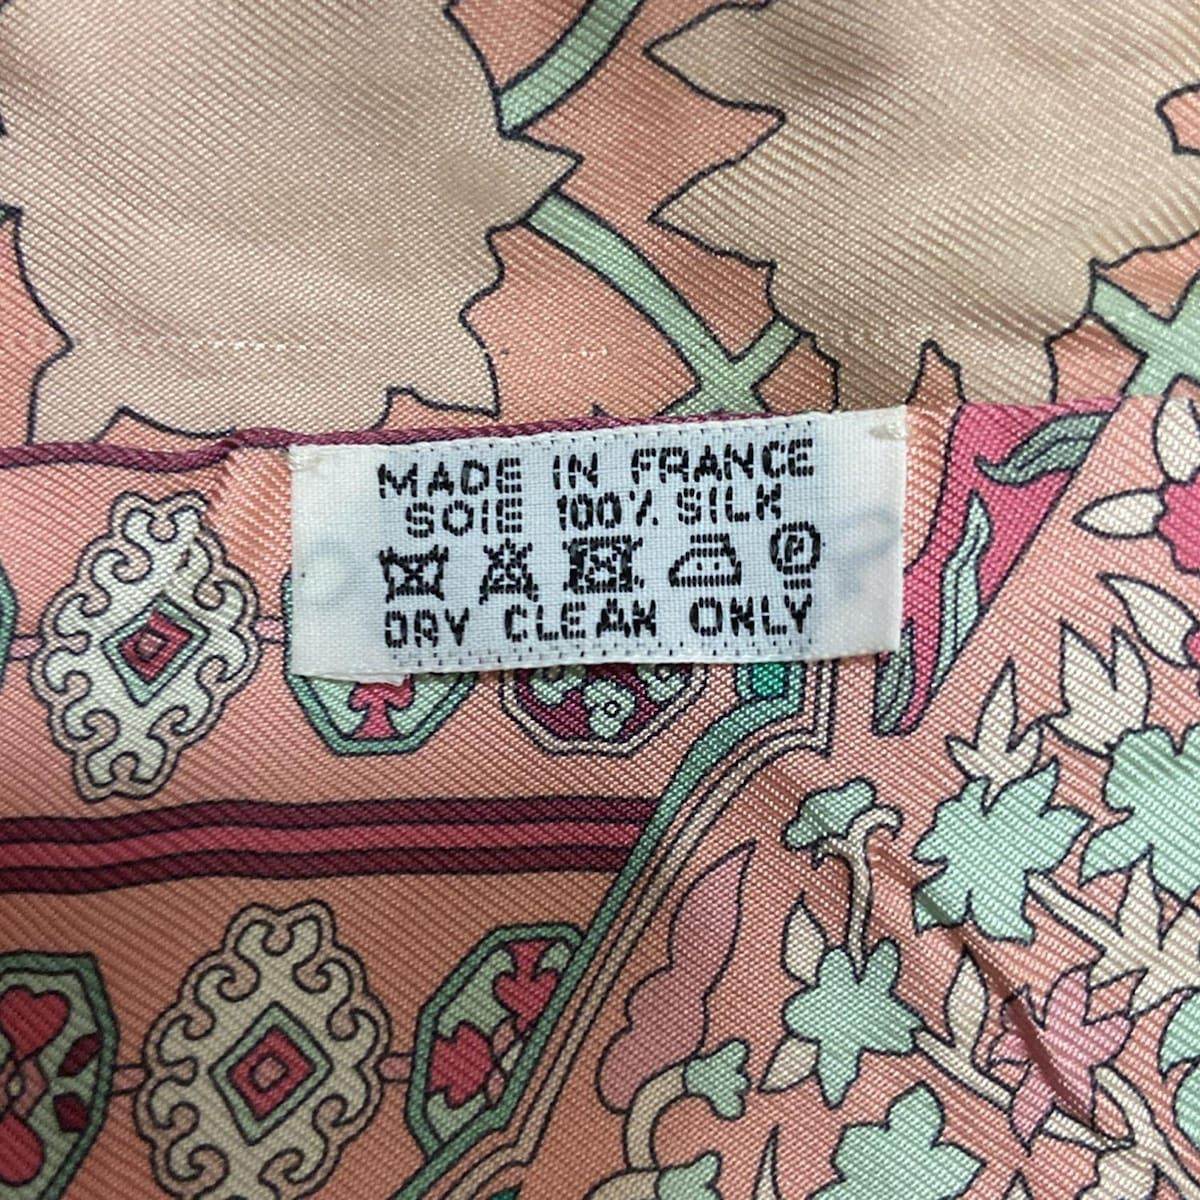 MADE IN FRANCE
SOIE 100% SILK
P
DRY CLEAN ONLY